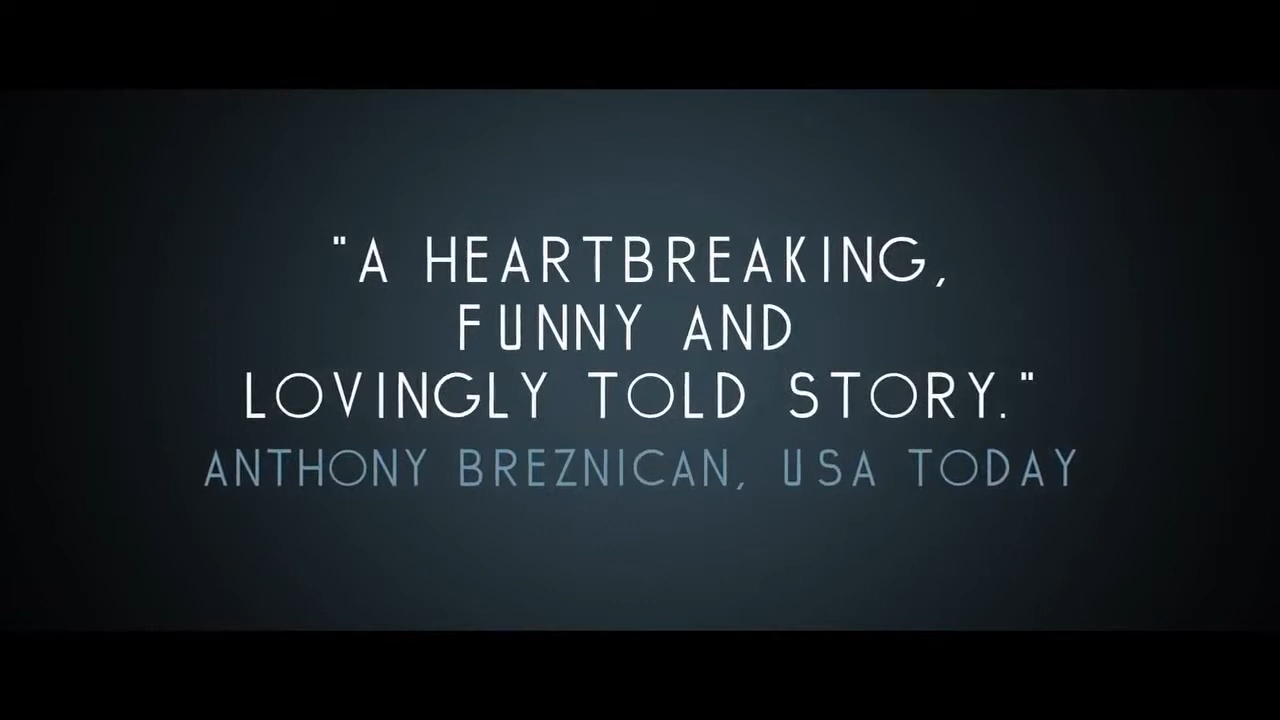 "A HEARTBREAKING,
FUNNY AND
LOVINGLY TOLD STORY."
ANTHONY BREZNICAN, USA TODAY